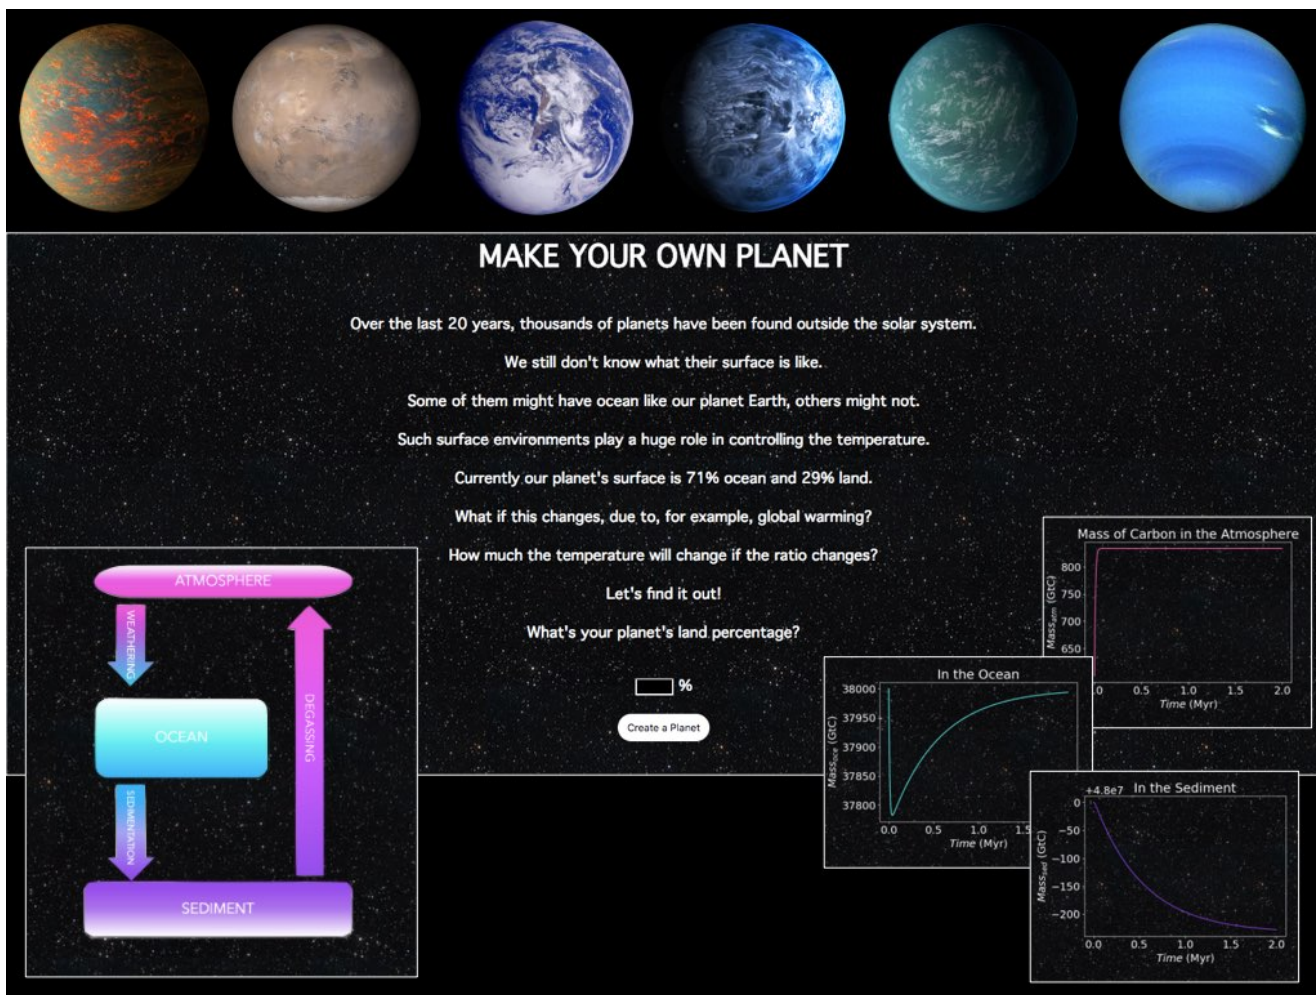 MAKE YOUR OWN PLANET
Over the last 20 years, thousands of planets have been found outside the solar system.
We still don't know what their surface is like.
Some of them might have ocean like our planet Earth, others might not.
Such surface environments play a huge role in controlling the temperature.
Currently our planet's surface is 71% ocean and 29% land.
What if this changes, due to, for example, global warming?
How much the temperature will change if the ratio changes?
Let's find it out!
What's your planet's land percentage?
%
Create a Planet
ATMOSPHERE
WEATHERING
OCEAN
DEGASSING
SEDIMENTATION
SEDIMENT
Mass of Carbon in the Atmosphere
Mass_atm (GtC)
800
750
700
650
0.0 0.5 1.0 1.5 2.0
Time (Myr)
In the Ocean
Mass_oce (GtC)
38000
37950
37900
37850
37800
0.0 0.5 1.0 1.5
Time (Myr)
In the Sediment
+4.8e7
Mass_sed (GtC)
0
−50
−100
−150
−200
0.0 0.5 1.0 1.5 2.0
Time (Myr)